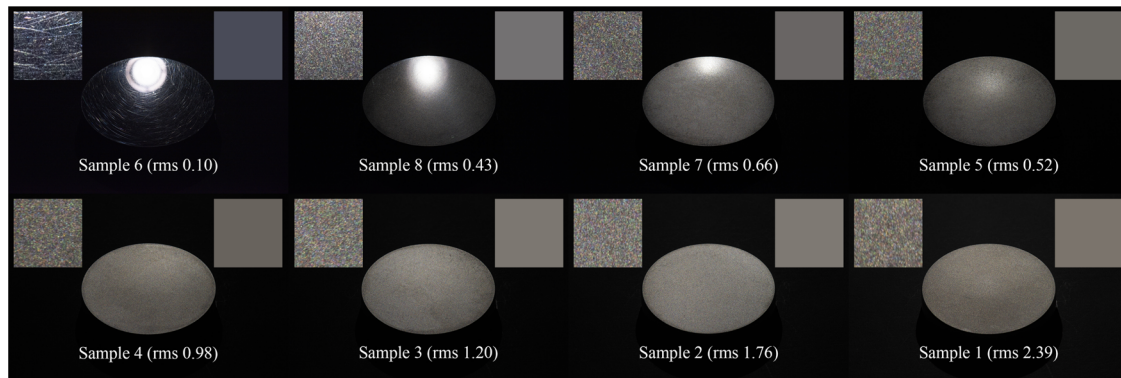 Sample 6 (rms 0.10)
Sample 8 (rms 0.43)
Sample 7 (rms 0.66)
Sample 5 (rms 0.52)
Sample 4 (rms 0.98)
Sample 3 (rms 1.20)
Sample 2 (rms 1.76)
Sample 1 (rms 2.39)